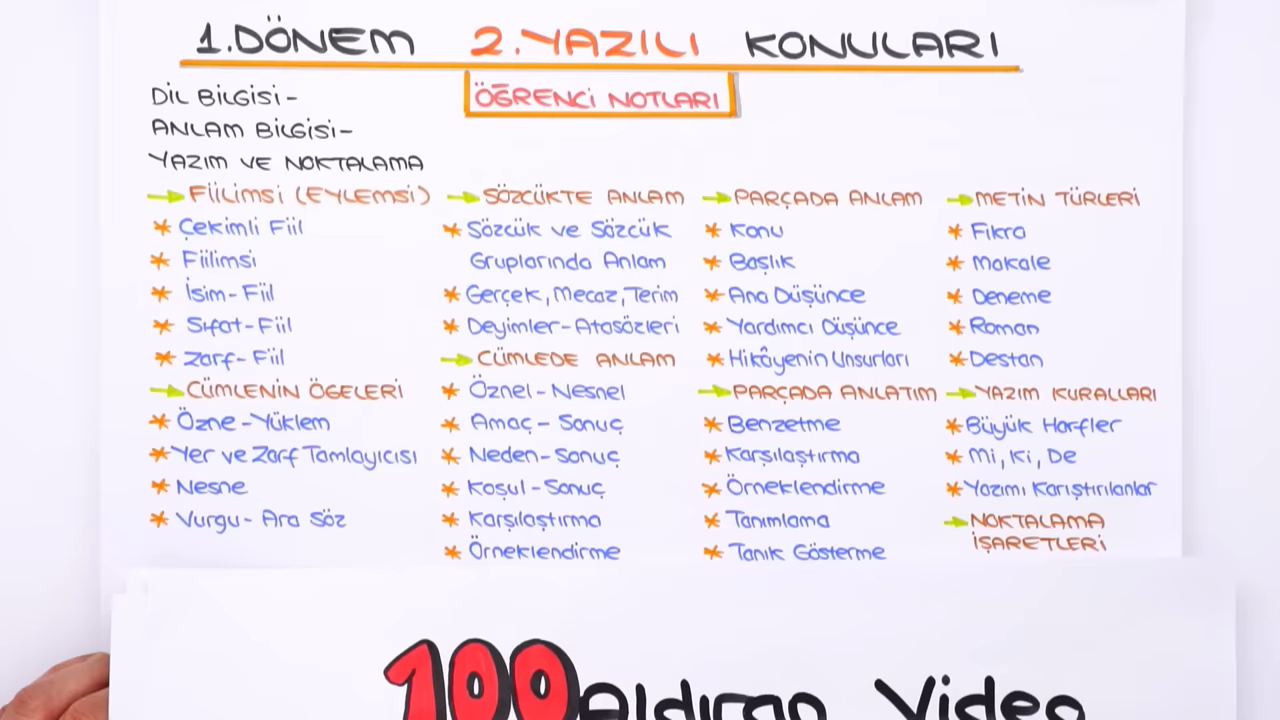 1.DÖNEM 2.YAZILI KONULARI
ÖĞRENCİ NOTLARI
DİL BİLGİSİ-
ANLAM BİLGİSİ-
YAZIM VE NOKTALAMA
→ FİİLİMSİ (EYLEMSİ)
* Çekimli Fiil
* Fiilimsi
* İsim-Fiil
* Sıfat-Fiil
* Zarf-Fiil
→ CÜMLENİN ÖGELERİ
* Özne-Yüklem
* Yer ve Zarf Tamlayıcısı
* Nesne
* Vurgu-Ara Söz
→ SÖZCÜKTE ANLAM
* Sözcük ve Sözcük
Gruplarında Anlam
* Gerçek, Mecaz, Terim
* Deyimler-Atasözleri
→ CÜMLEDE ANLAM
* Öznel-Nesnel
* Amaç-Sonuç
* Neden-Sonuç
* Koşul-Sonuç
* Karşılaştırma
* Örneklendirme
→ PARÇADA ANLAM
* Konu
* Başlık
* Ana Düşünce
* Yardımcı Düşünce
* Hikâyenin Unsurları
→ PARÇADA ANLATIM
* Benzetme
* Karşılaştırma
* Örneklendirme
* Tanımlama
* Tanık Gösterme
→ METİN TÜRLERİ
* Fıkra
* Makale
* Deneme
* Roman
* Destan
→ YAZIM KURALLARI
* Büyük Harfler
* Mi, Ki, De
* Yazımı Karıştırılanlar
→ NOKTALAMA
İŞARETLERİ
100 Aldıran Video